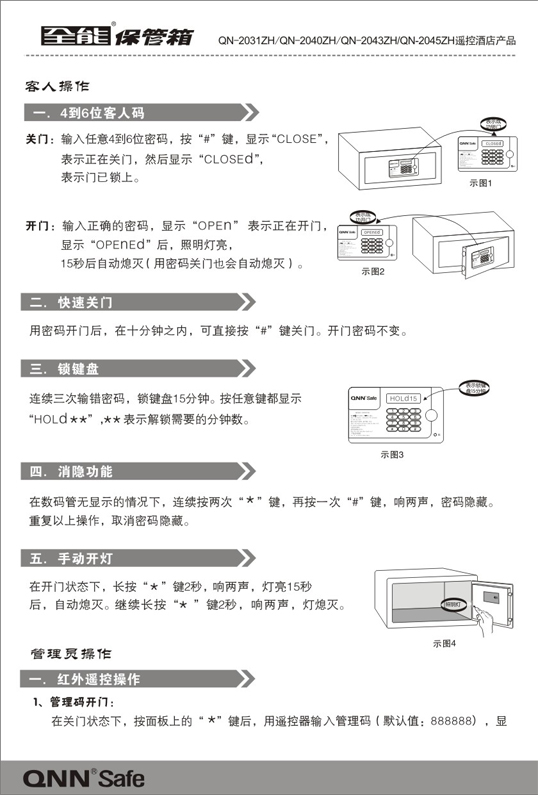 全能®保管箱
QN-2031ZH/QN-2040ZH/QN-2043ZH/QN-2045ZH遥控酒店产品
客人操作
一．4到6位客人码
关门：输入任意4到6位密码，按“#”键，显示“CLOSE”，
表示正在关门，然后显示“CLOSEd”，
表示门已锁上。
QNN Safe
CLOSEd
示图1
开门：输入正确的密码，显示“OPEn” 表示正在开门，
显示“OPEnEd”后，照明灯亮，
15秒后自动熄灭（用密码关门也会自动熄灭）。
QNN Safe
OPEnEd
示图2
二．快速关门
用密码开门后，在十分钟之内，可直接按“#”键关门。开门密码不变。
三．锁键盘
连续三次输错密码，锁键盘15分钟。按任意键都显示
“HOLd**”,**表示解锁需要的分钟数。
QNN Safe
HOLd15
表示锁键
盘15分钟
示图3
四．消隐功能
在数码管无显示的情况下，连续按两次“*”键，再按一次“#”键，响两声，密码隐藏。
重复以上操作，取消密码隐藏。
五．手动开灯
在开门状态下，长按“*”键2秒，响两声，灯亮15秒
后，自动熄灭。继续长按“* ”键2秒，响两声，灯熄灭。
照明灯
示图4
管理员操作
一．红外遥控操作
1、管理码开门：
在关门状态下，按面板上的“*”键后，用遥控器输入管理码（默认值：888888），显
QNN®Safe